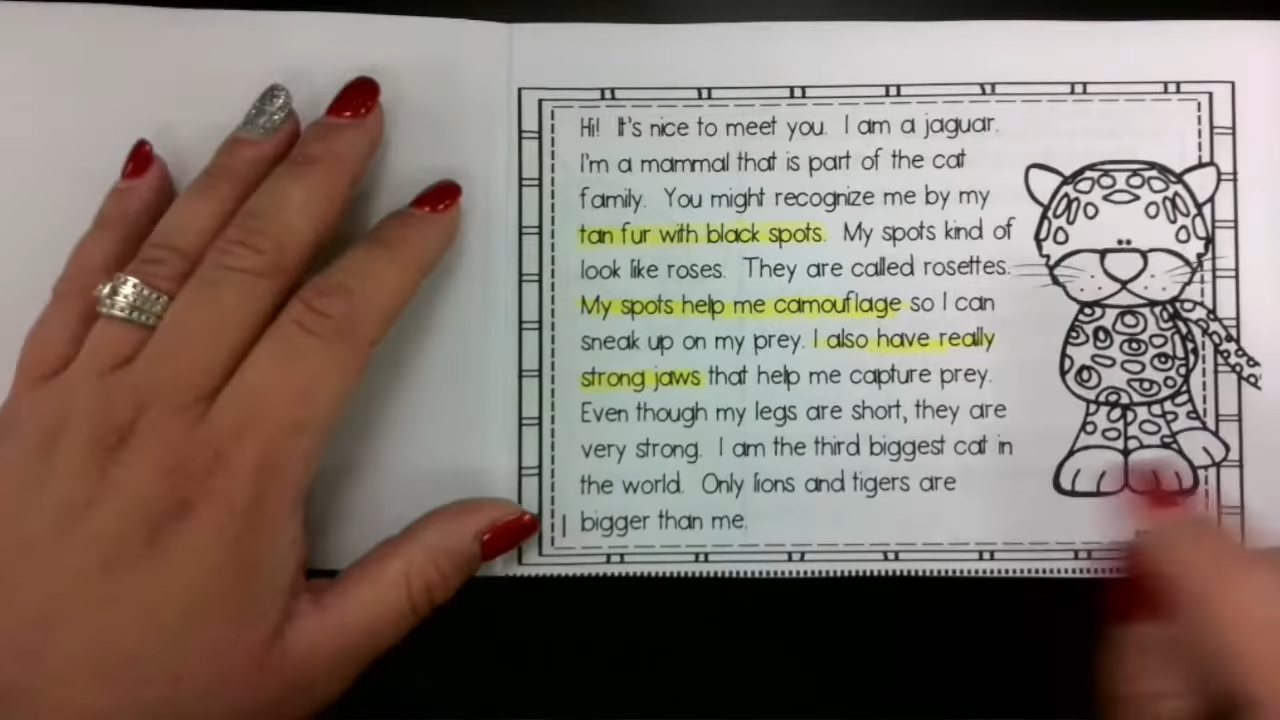 Hi! It's nice to meet you. I am a jaguar.
I'm a mammal that is part of the cat
family. You might recognize me by my
tan fur with black spots. My spots kind of
look like roses. They are called rosettes.
My spots help me camouflage so I can
sneak up on my prey. I also have really
strong jaws that help me capture prey.
Even though my legs are short, they are
very strong. I am the third biggest cat in
the world. Only lions and tigers are
1 bigger than me.